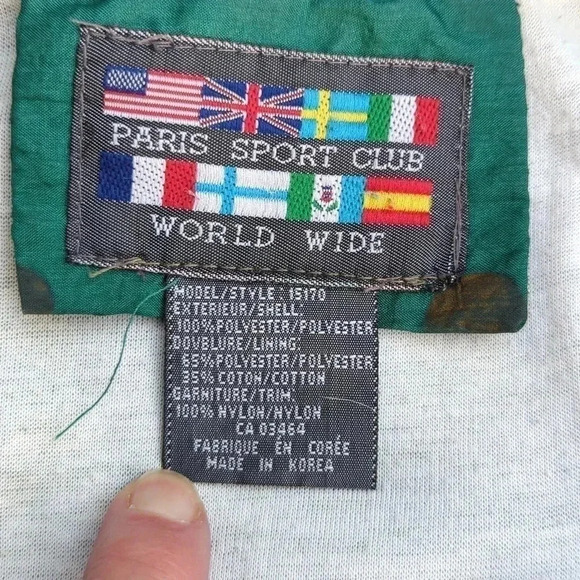 PARIS SPORT CLUB
WORLD WIDE
MODEL/STYLE : 15170
EXTERIEUR/SHELL:
100%POLYESTER/POLYESTER
DOUBLURE/LINING:
65%POLYESTER/POLYESTER
35% COTON/COTTON
GARNITURE/TRIM:
100% NYLON/NYLON
CA 03464
FABRIQUE EN CORÉE
MADE IN KOREA